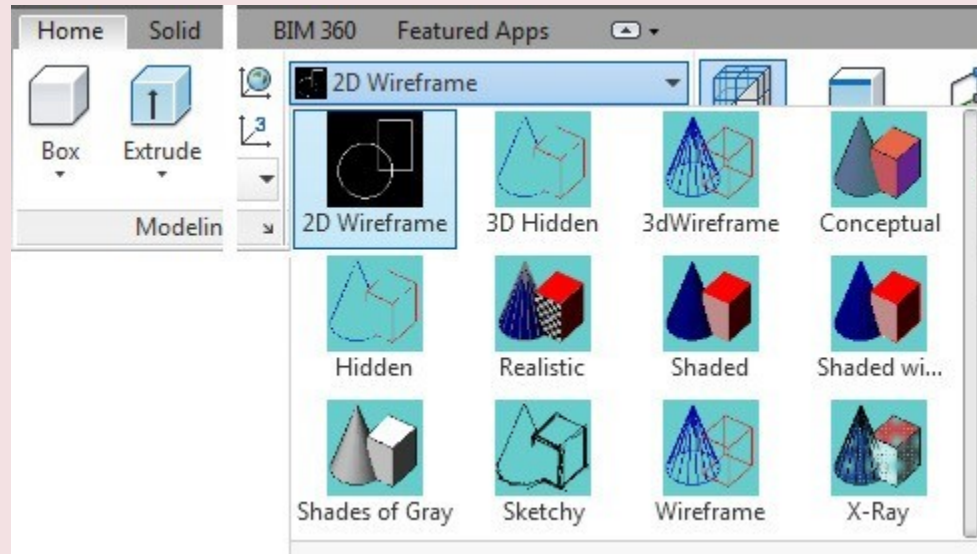 Home Solid BIM 360 Featured Apps
2D Wireframe
3
Box Extrude
Modelin
2D Wireframe 3D Hidden 3dWireframe Conceptual
Hidden Realistic Shaded Shaded wi...
Shades of Gray Sketchy Wireframe X-Ray